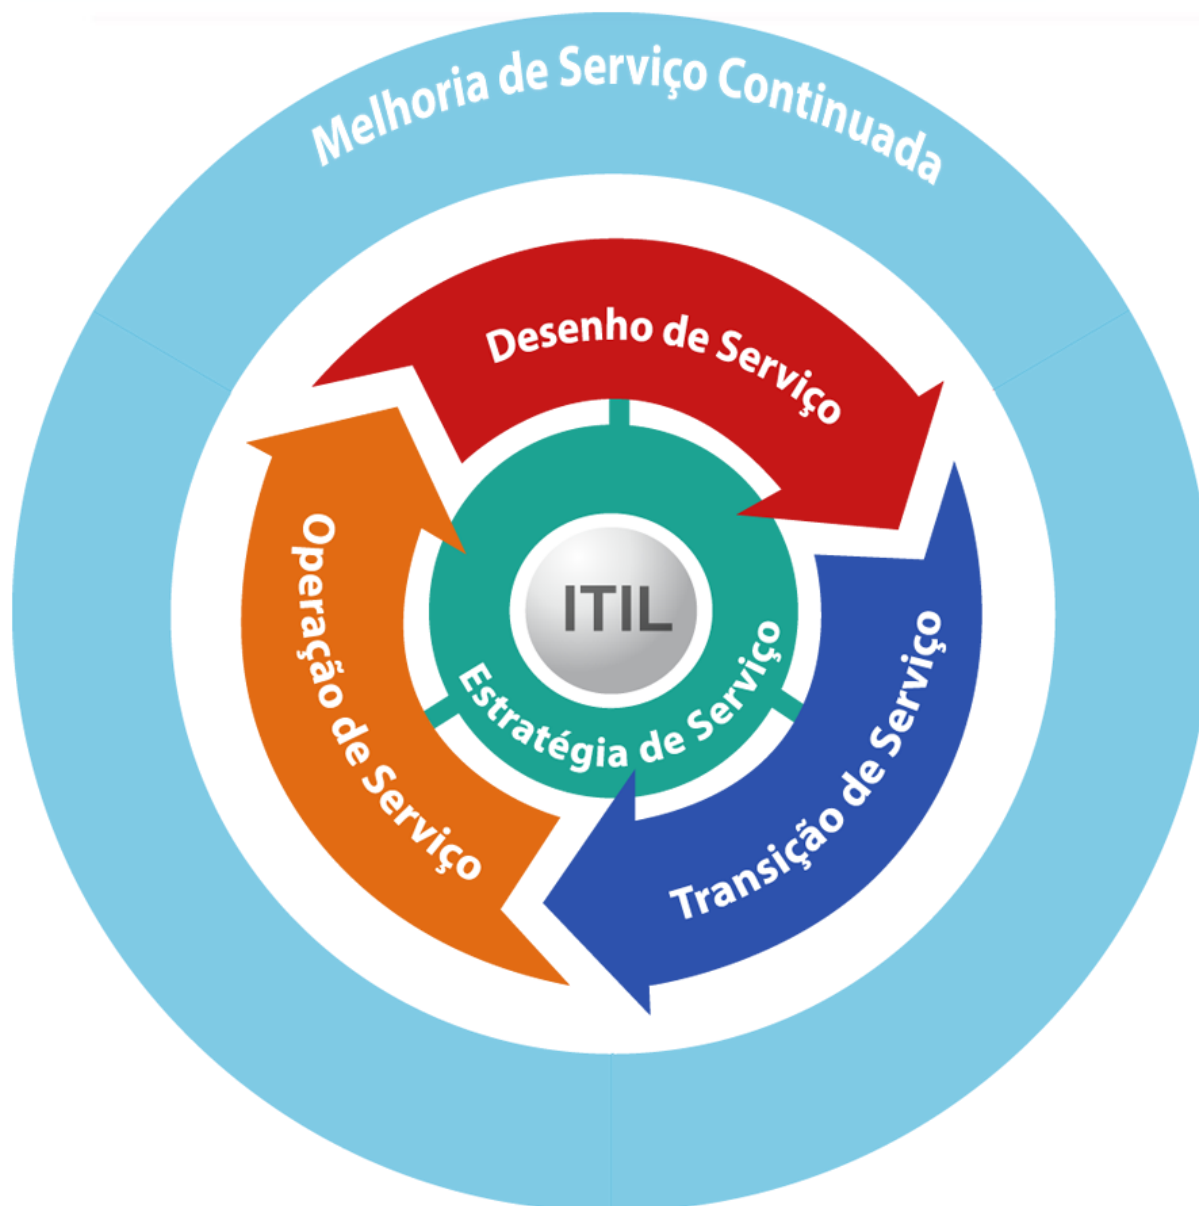 Melhoria de Serviço Continuada
Desenho de Serviço
Transição de Serviço
Operação de Serviço
Estratégia de Serviço
ITIL